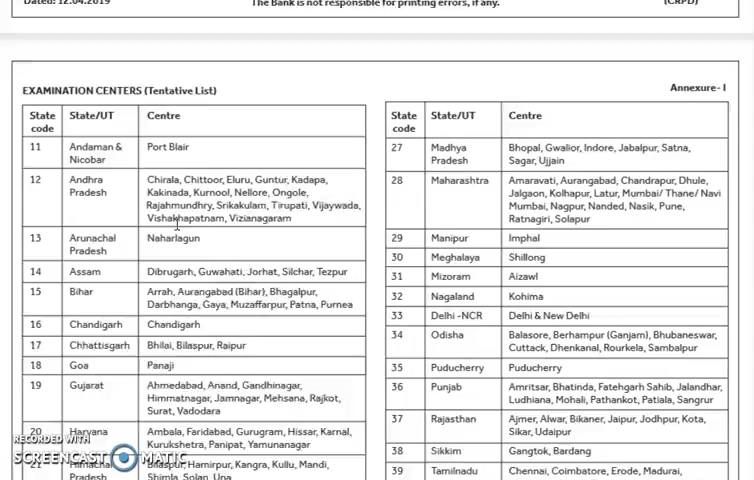 Dated: 12.04.2019
The Bank is not responsible for printing errors, if any.
(CRPD)
EXAMINATION CENTERS (Tentative List)
Annexure- I
State code State/UT Centre
11 Andaman & Nicobar Port Blair
12 Andhra Pradesh Chirala, Chittoor, Eluru, Guntur, Kadapa,
Kakinada, Kurnool, Nellore, Ongole,
Rajahmundhry, Srikakulam, Tirupati, Vijaywada,
Vishakhapatnam, Vizianagaram
13 Arunachal Pradesh Naharlagun
14 Assam Dibrugarh, Guwahati, Jorhat, Silchar, Tezpur
15 Bihar Arrah, Aurangabad (Bihar), Bhagalpur,
Darbhanga, Gaya, Muzaffarpur, Patna, Purnea
16 Chandigarh Chandigarh
17 Chhattisgarh Bhilai, Bilaspur, Raipur
18 Goa Panaji
19 Gujarat Ahmedabad, Anand, Gandhinagar,
Himmatnagar, Jamnagar, Mehsana, Rajkot,
Surat, Vadodara
20 Haryana Ambala, Faridabad, Gurugram, Hissar, Karnal,
Kurukshetra, Panipat, Yamunanagar
21 Himachal Pradesh Bilaspur, Hamirpur, Kangra, Kullu, Mandi,
Shimla, Solan, Una
State code State/UT Centre
27 Madhya Pradesh Bhopal, Gwalior, Indore, Jabalpur, Satna,
Sagar, Ujjain
28 Maharashtra Amaravati, Aurangabad, Chandrapur, Dhule,
Jalgaon, Kolhapur, Latur, Mumbai/ Thane/ Navi
Mumbai, Nagpur, Nanded, Nasik, Pune,
Ratnagiri, Solapur
29 Manipur Imphal
30 Meghalaya Shillong
31 Mizoram Aizawl
32 Nagaland Kohima
33 Delhi -NCR Delhi & New Delhi
34 Odisha Balasore, Berhampur (Ganjam), Bhubaneswar,
Cuttack, Dhenkanal, Rourkela, Sambalpur
35 Puducherry Puducherry
36 Punjab Amritsar, Bhatinda, Fatehgarh Sahib, Jalandhar,
Ludhiana, Mohali, Pathankot, Patiala, Sangrur
37 Rajasthan Ajmer, Alwar, Bikaner, Jaipur, Jodhpur, Kota,
Sikar, Udaipur
38 Sikkim Gangtok, Bardang
39 Tamilnadu Chennai, Coimbatore, Erode, Madurai,
RECORDED WITH
SCREENCAST MATIC